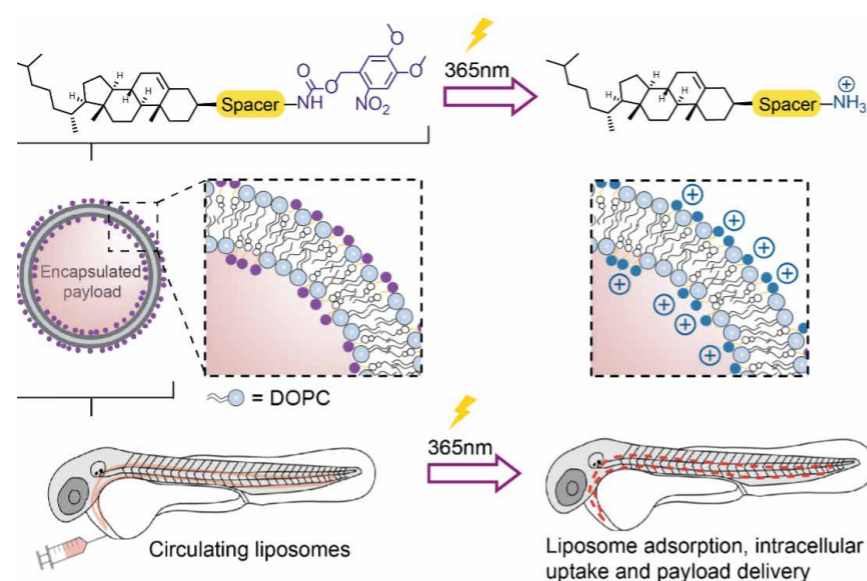 H
H
H
Spacer
NH
O
O
O
O
NO₂
365nm
H
H
H
Spacer
NH₃
+
Encapsulated
payload
+
+
+
+
+
+
+
+
= DOPC
365nm
Circulating liposomes
Liposome adsorption, intracellular
uptake and payload delivery